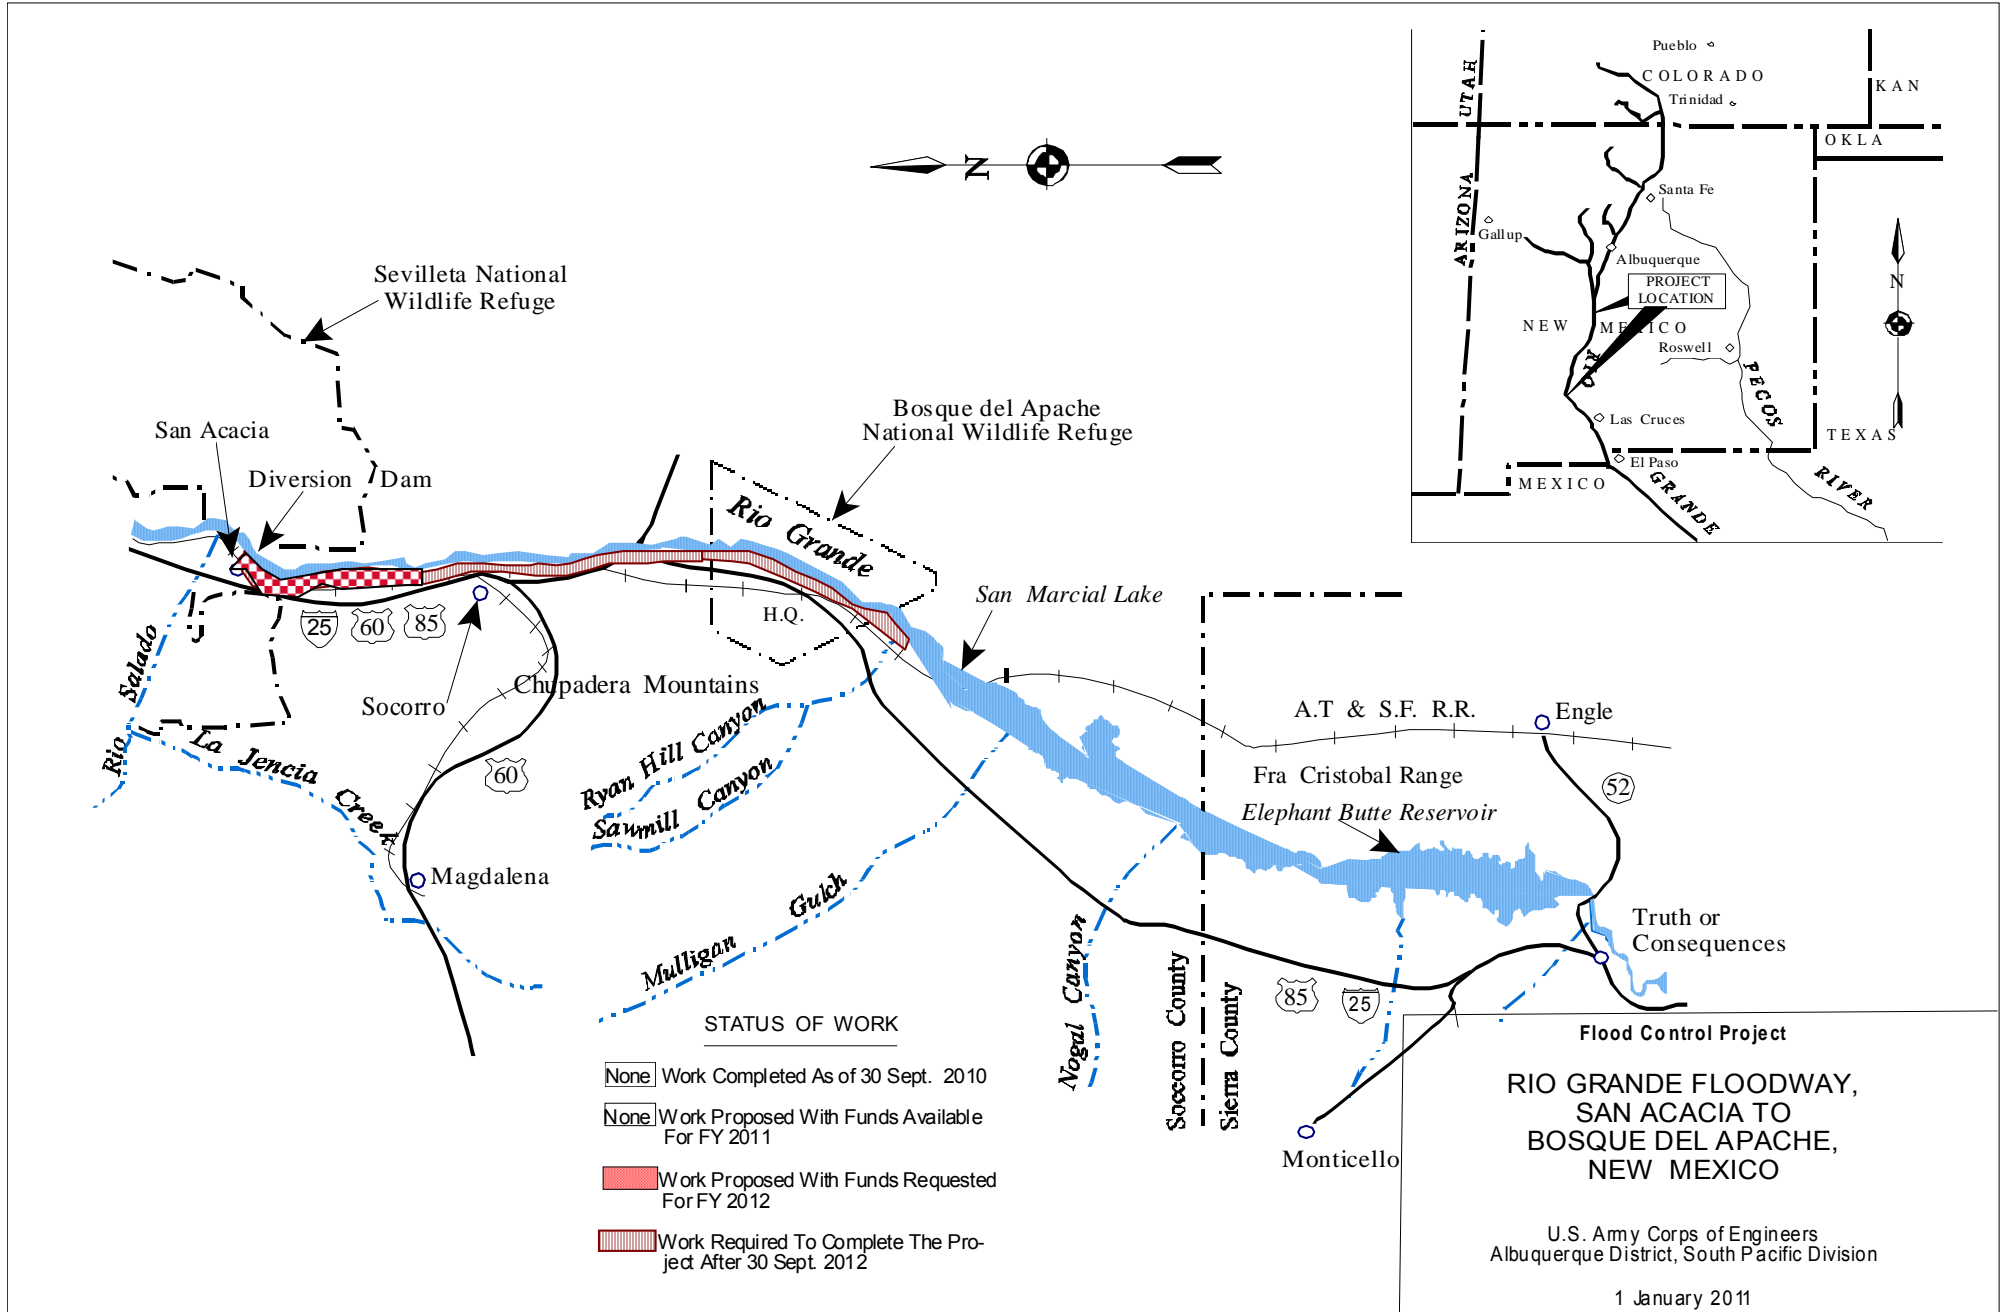 Pueblo
COLORADO
Trinidad
UTAH
KAN
OKLA
ARIZONA
Santa Fe
Gallup
Albuquerque
PROJECT
LOCATION
N
NEW MEXICO
Roswell
RIO
PECOS
Las Cruces
TEXAS
El Paso
MEXICO
GRANDE
RIVER
N
Sevilleta National
Wildlife Refuge
Bosque del Apache
National Wildlife Refuge
San Acacia
Diversion Dam
Rio Grande
San Marcial Lake
H.Q.
25
60
85
Rio Salado
Socorro
Chupadera Mountains
La Jencia Creek
60
Ryan Hill Canyon
Sawmill Canyon
A.T & S.F. R.R.
Engle
Fra Cristobal Range
Elephant Butte Reservoir
52
Magdalena
Mulligan Gulch
Nogal Canyon
Truth or
Consequences
Soccorro County
Sierra County
85
25
Monticello
STATUS OF WORK
None Work Completed As of 30 Sept. 2010
None Work Proposed With Funds Available
For FY 2011
Work Proposed With Funds Requested
For FY 2012
Work Required To Complete The Pro-
ject After 30 Sept. 2012
Flood Control Project
RIO GRANDE FLOODWAY,
SAN ACACIA TO
BOSQUE DEL APACHE,
NEW MEXICO
U.S. Army Corps of Engineers
Albuquerque District, South Pacific Division
1 January 2011